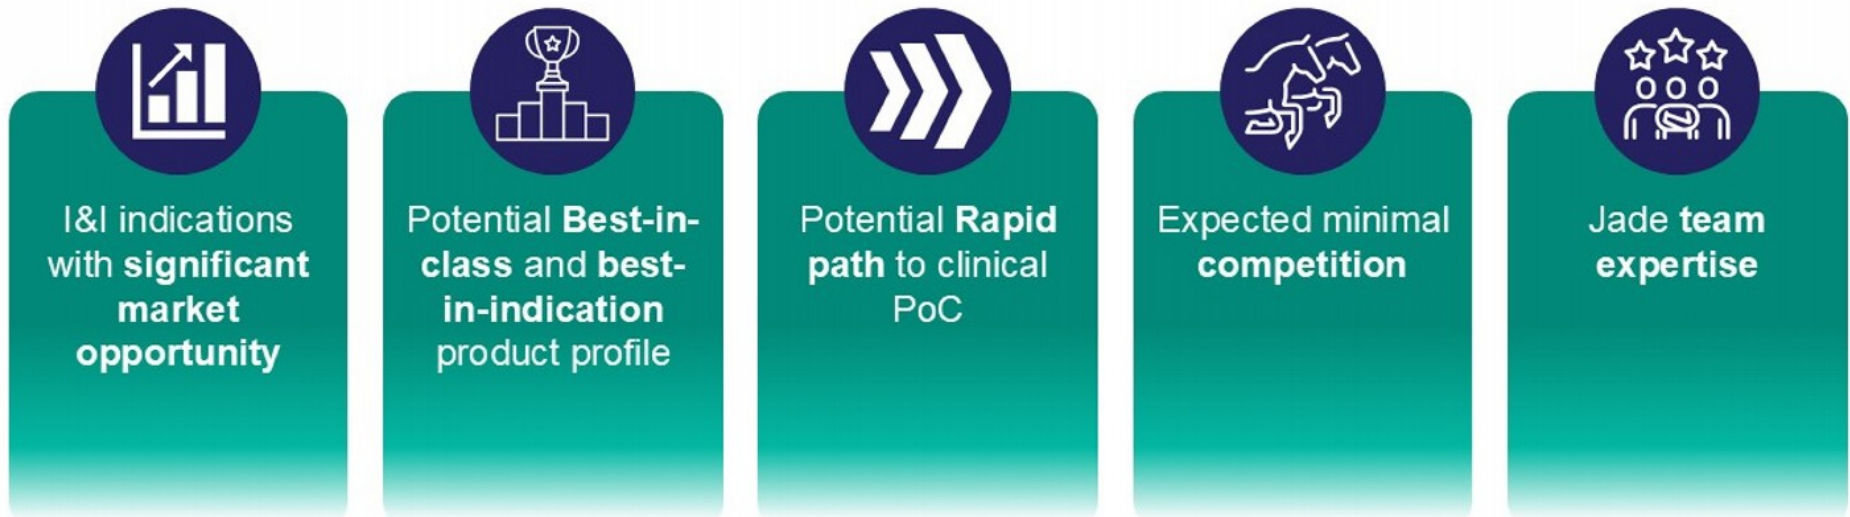 I&I indications
with significant
market
opportunity
Potential Best-in-
class and best-
in-indication
product profile
Potential Rapid
path to clinical
PoC
Expected minimal
competition
Jade team
expertise